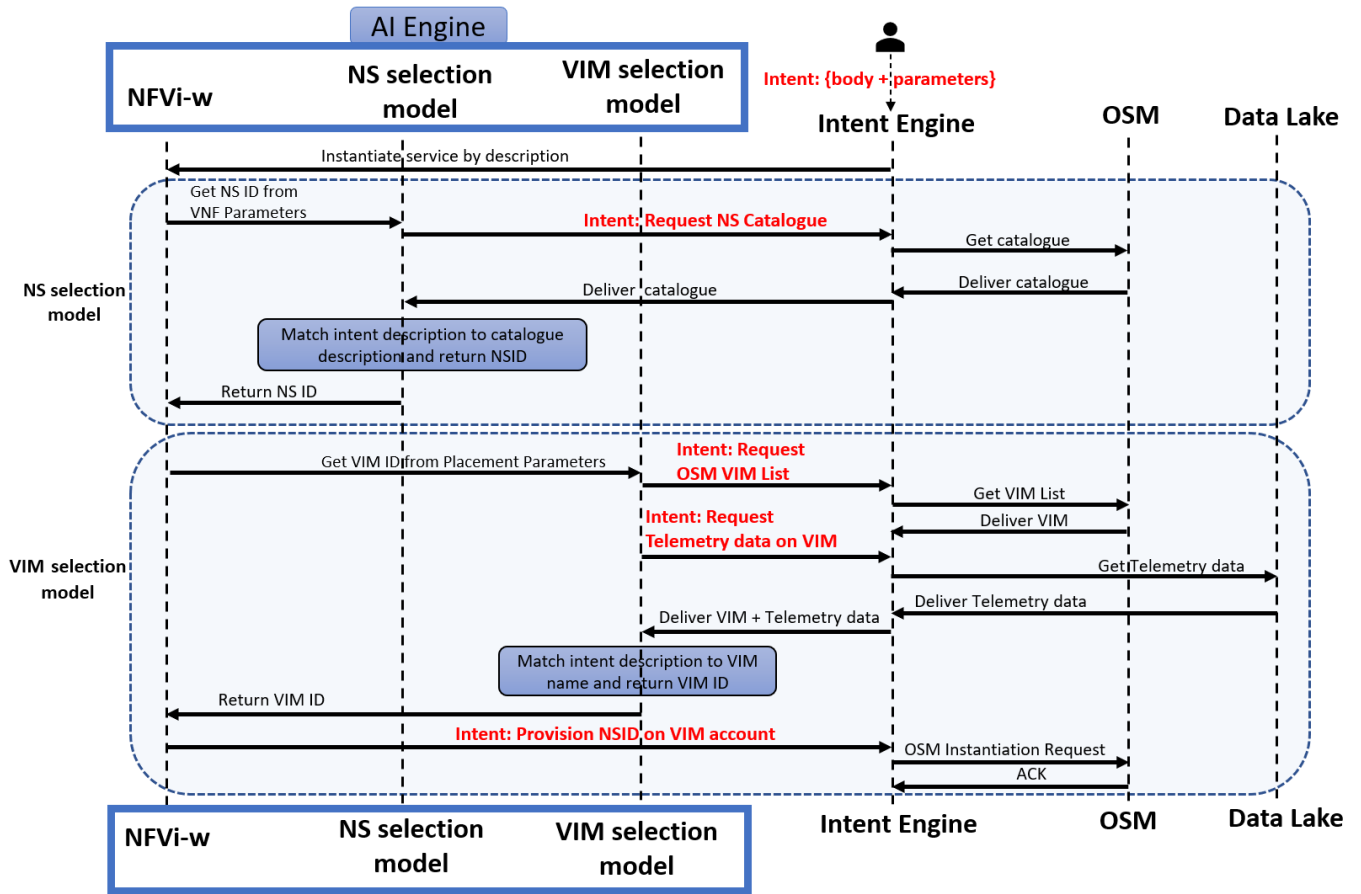 AI Engine
NFVi-w
NS selection
model
VIM selection
model
Intent: {body + parameters}
Intent Engine
OSM
Data Lake
Instantiate service by description
Get NS ID from
VNF Parameters
Intent: Request NS Catalogue
Get catalogue
Deliver catalogue
Deliver catalogue
NS selection
model
Match intent description to catalogue
description and return NSID
Return NS ID
Get VIM ID from Placement Parameters
Intent: Request
OSM VIM List
Get VIM List
Deliver VIM
Intent: Request
Telemetry data on VIM
VIM selection
model
Get Telemetry data
Deliver Telemetry data
Deliver VIM + Telemetry data
Match intent description to VIM
name and return VIM ID
Return VIM ID
Intent: Provision NSID on VIM account
OSM Instantiation Request
ACK
NFVi-w
NS selection
model
VIM selection
model
Intent Engine
OSM
Data Lake